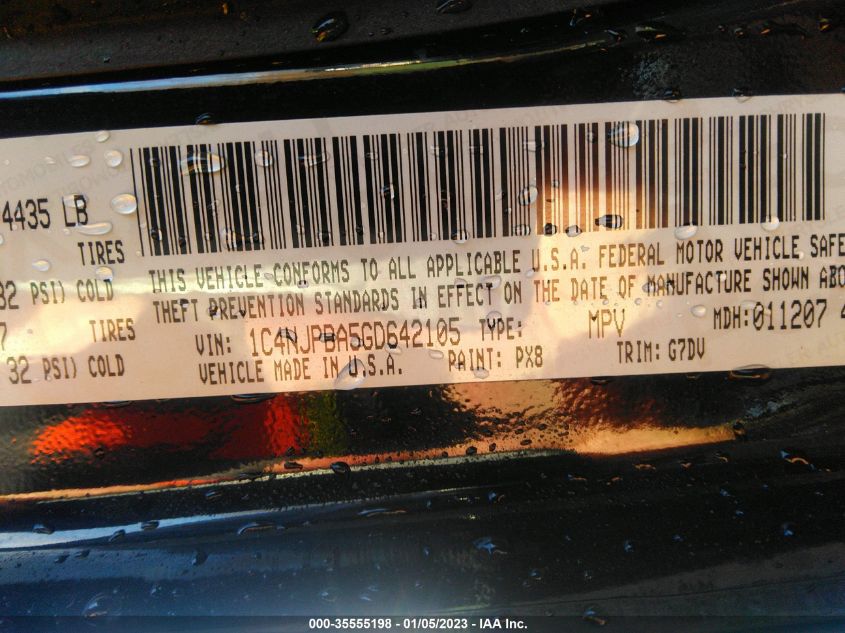 4435 LB
TIRES
32 PSI) COLD
7 TIRES
32 PSI) COLD
THIS VEHICLE CONFORMS TO ALL APPLICABLE U.S.A. FEDERAL MOTOR VEHICLE SAFE
THEFT PREVENTION STANDARDS IN EFFECT ON THE DATE OF MANUFACTURE SHOWN ABO
VIN: 1C4NJPBA5GD642105 TYPE: MPV MDH:011207 4
VEHICLE MADE IN U.S.A. PAINT: PX8 TRIM: G7DV
000-35555198 - 01/05/2023 - IAA Inc.